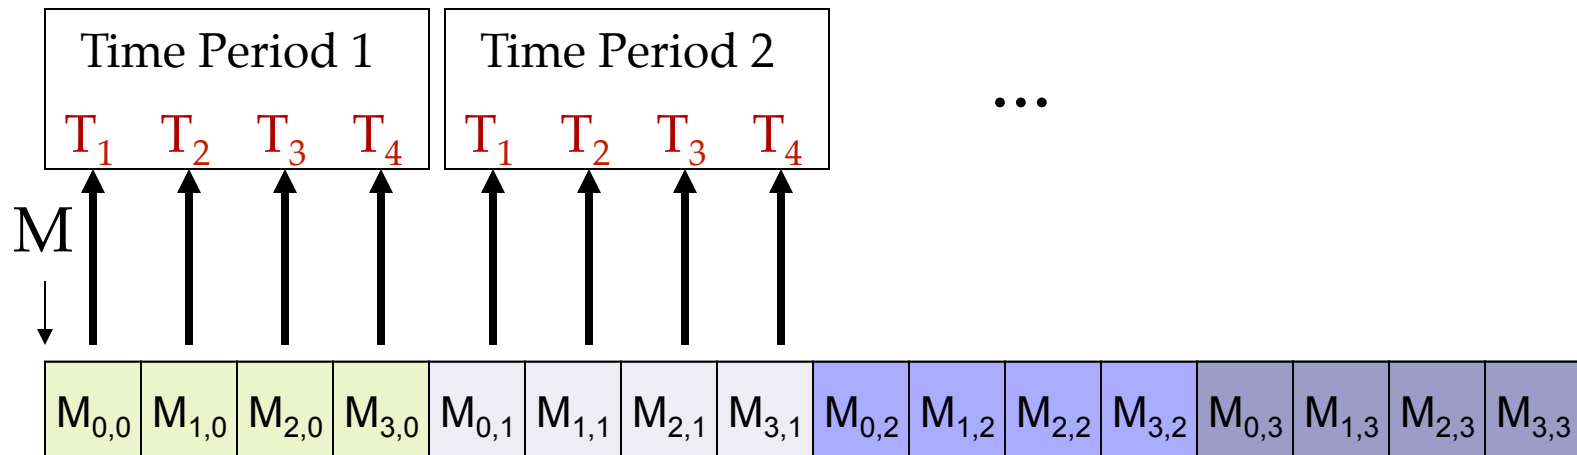 Time Period 1 Time Period 2
...
T1 T2 T3 T4 T1 T2 T3 T4
M
M0,0 M1,0 M2,0 M3,0 M0,1 M1,1 M2,1 M3,1 M0,2 M1,2 M2,2 M3,2 M0,3 M1,3 M2,3 M3,3